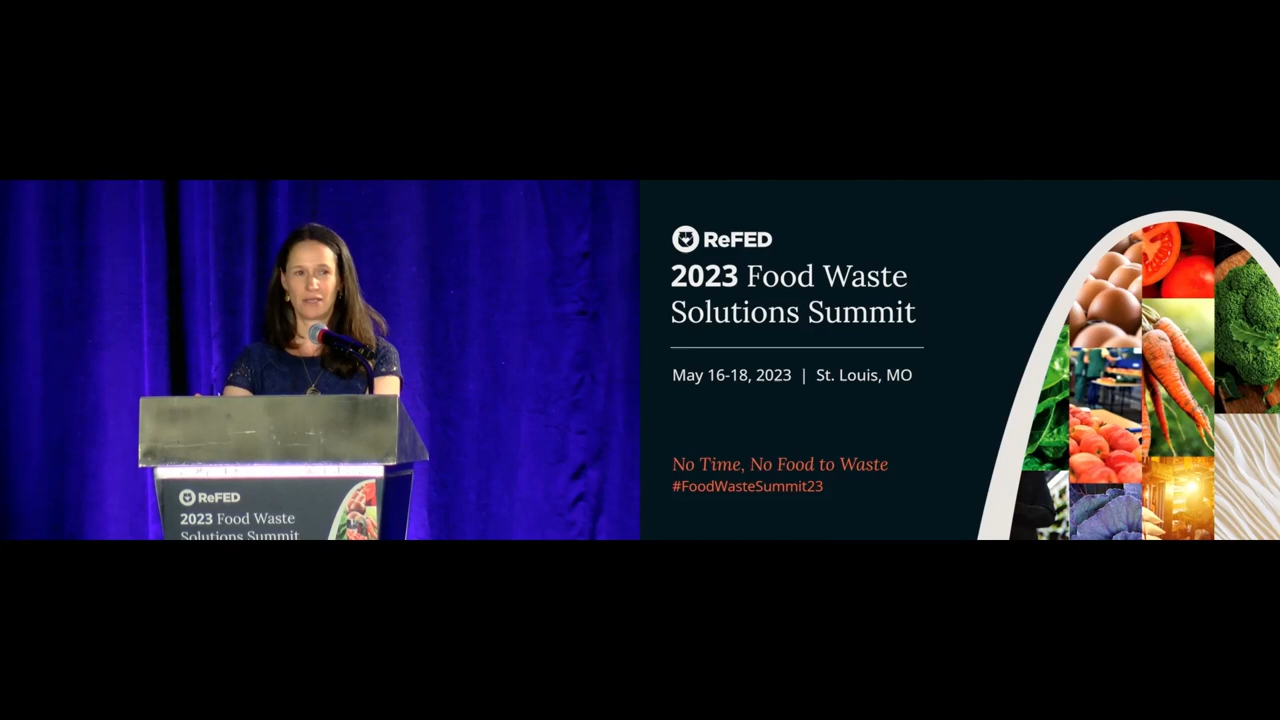 ReFED
2023 Food Waste
Solutions Summit
ReFED
2023 Food Waste
Solutions Summit
May 16-18, 2023 | St. Louis, MO
No Time, No Food to Waste
#FoodWasteSummit23